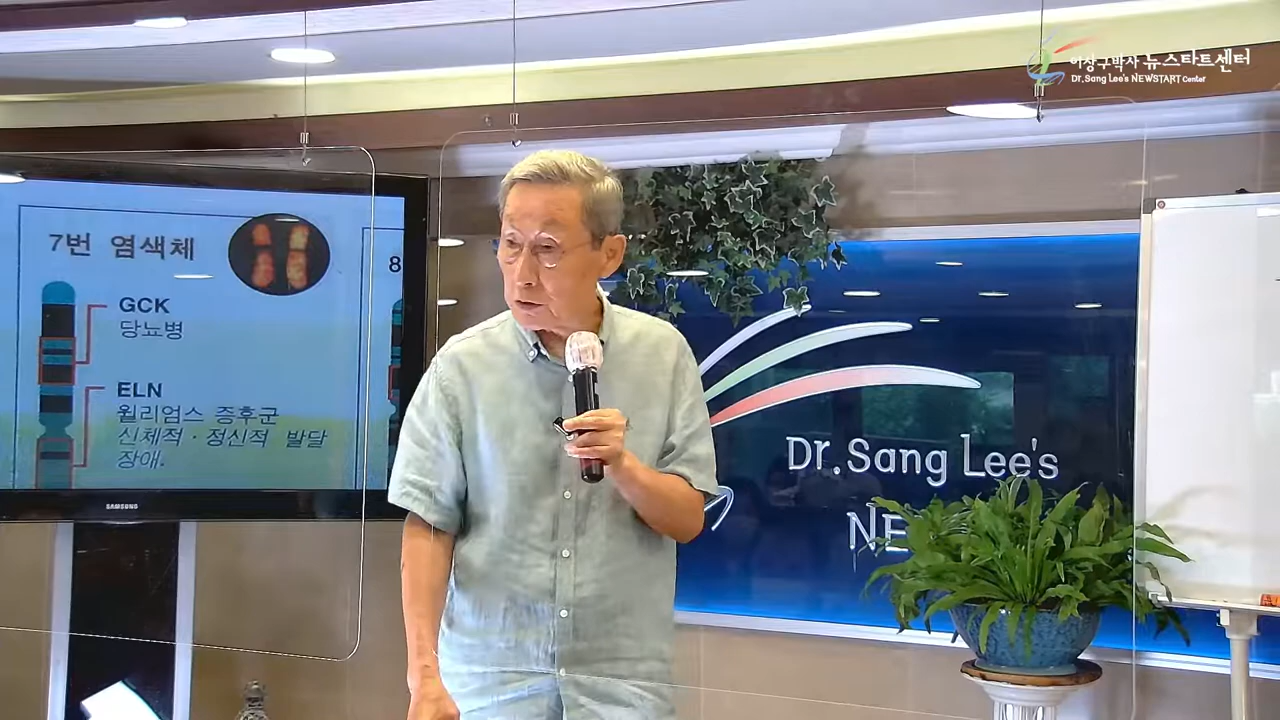 이상구박사 뉴스타트센터
Dr. Sang Lee's NEWSTART Center
7번 염색체
8
GCK
당뇨병
ELN
윌리엄스 증후군
신체적·정신적 발달
장애.
SAMSUNG
Dr.Sang Lee's
NE